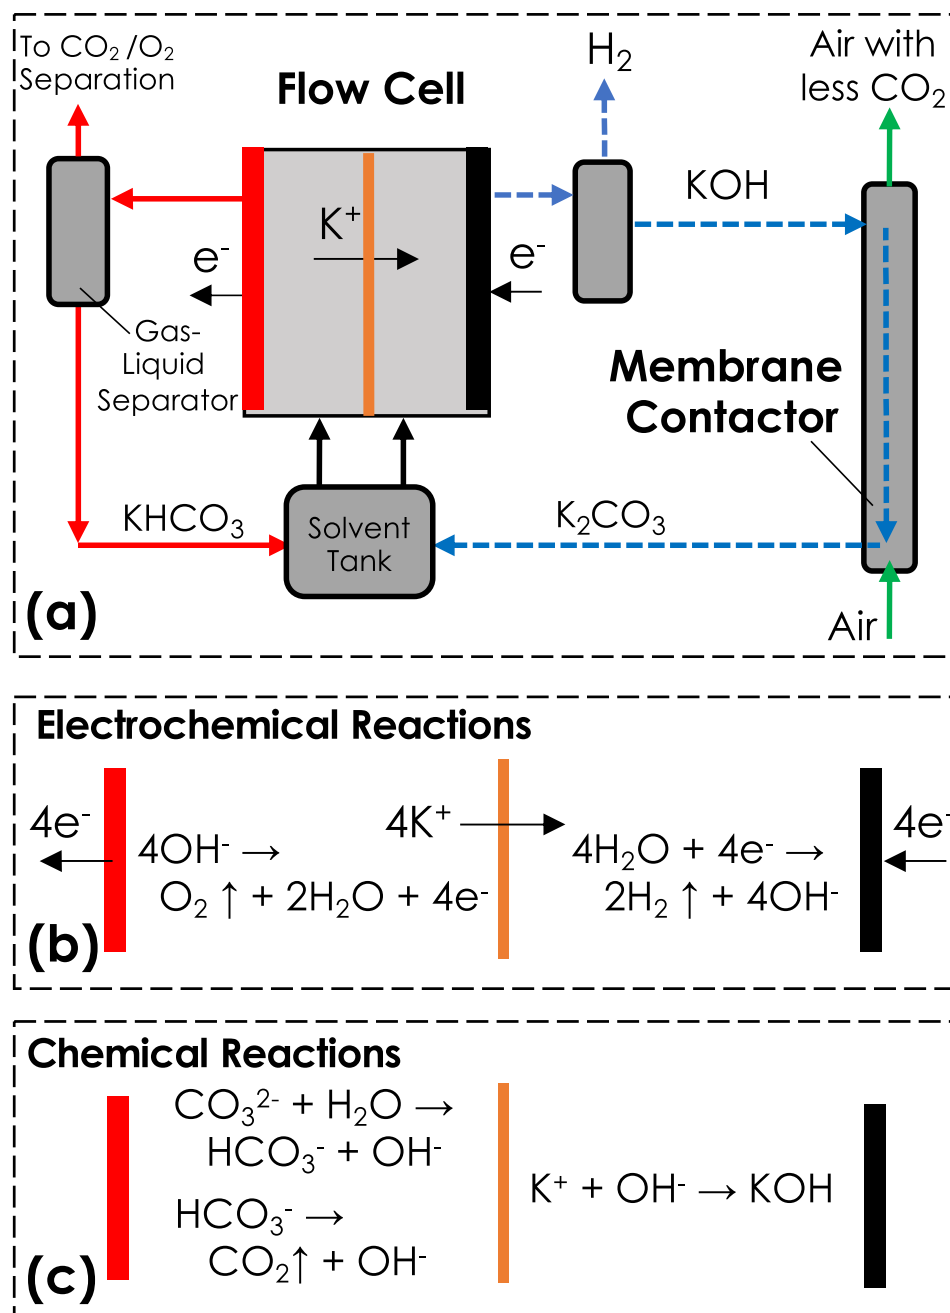 To CO₂ /O₂
Separation
Flow Cell
H₂
Air with
less CO₂
KOH
K⁺
e⁻
e⁻
Gas-
Liquid
Separator
Membrane
Contactor
KHCO₃
Solvent
Tank
K₂CO₃
(a)
Air
Electrochemical Reactions
4e⁻
4OH⁻ →
O₂ ↑ + 2H₂O + 4e⁻
4K⁺
4H₂O + 4e⁻ →
2H₂ ↑ + 4OH⁻
4e⁻
(b)
Chemical Reactions
CO₃²⁻ + H₂O →
HCO₃⁻ + OH⁻
HCO₃⁻ →
CO₂↑ + OH⁻
K⁺ + OH⁻ → KOH
(c)